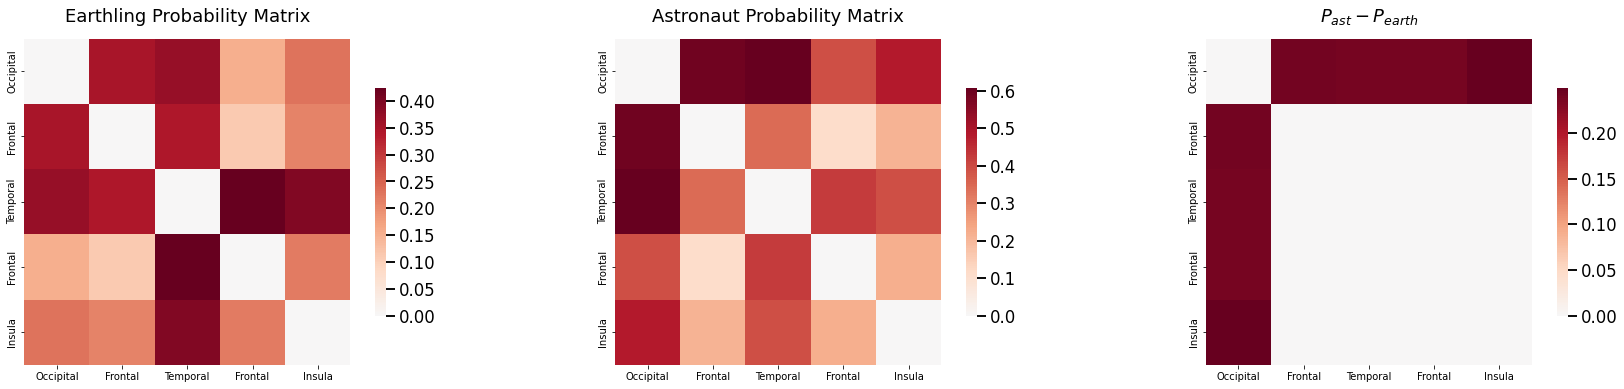 Earthling Probability Matrix
Occipital
Frontal
Temporal
Frontal
Insula
Occipital Frontal Temporal Frontal Insula
0.40
0.35
0.30
0.25
0.20
0.15
0.10
0.05
0.00
Astronaut Probability Matrix
Occipital
Frontal
Temporal
Frontal
Insula
Occipital Frontal Temporal Frontal Insula
0.6
0.5
0.4
0.3
0.2
0.1
0.0
P_{ast} − P_{earth}
Occipital
Frontal
Temporal
Frontal
Insula
Occipital Frontal Temporal Frontal Insula
0.20
0.15
0.10
0.05
0.00